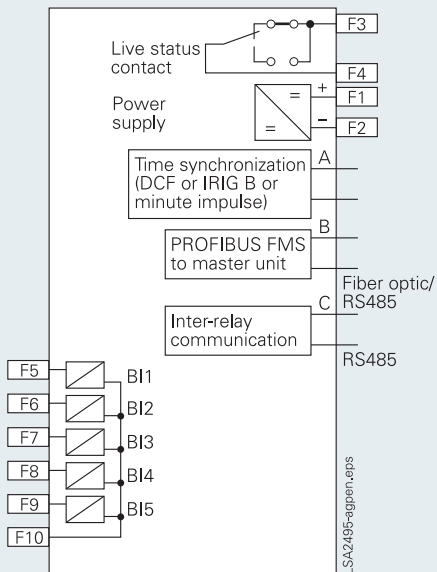 F3
Live status
contact
F4
Power
supply
=
=
+
F1
−
F2
Time synchronization
(DCF or IRIG B or
minute impulse)
A
PROFIBUS FMS
to master unit
B
Fiber optic/
RS485
Inter-relay
communication
C
RS485
F5
BI1
F6
BI2
F7
BI3
F8
BI4
F9
BI5
F10
LSA2495-agpen.eps